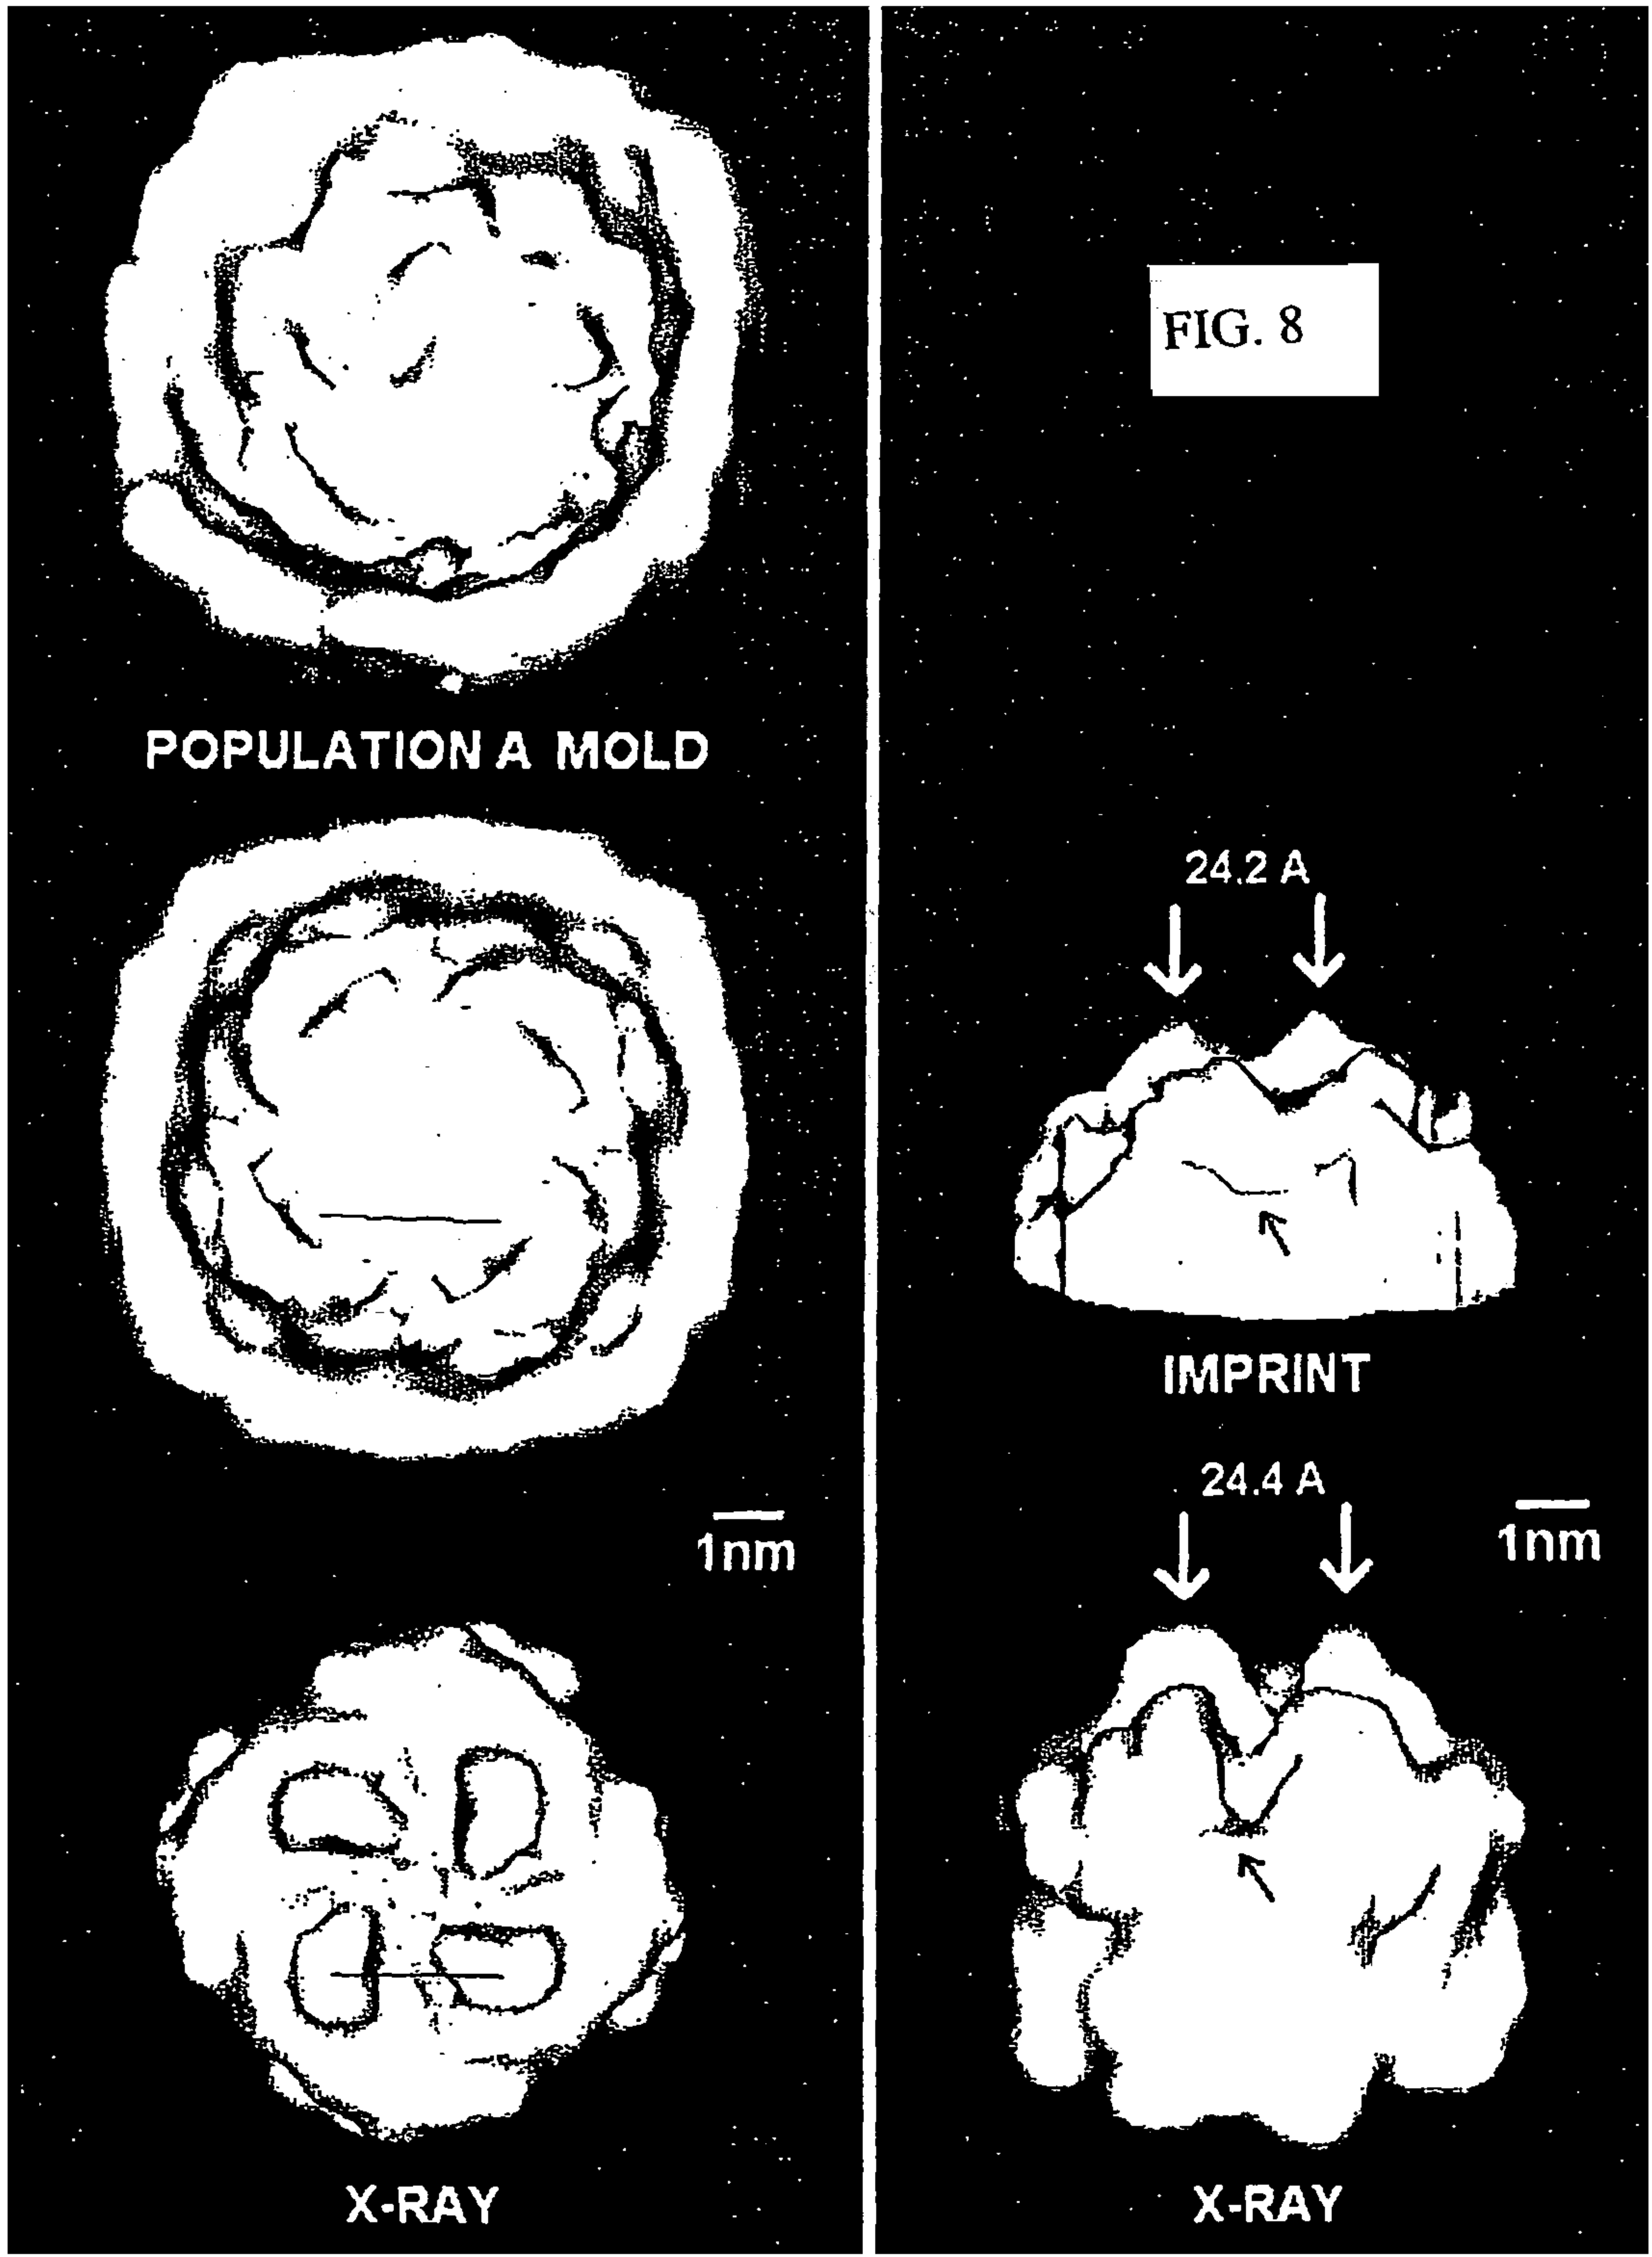 POPULATION A MOLD
1nm
X-RAY
FIG. 8
24.2 A
IMPRINT
24.4 A
1nm
X-RAY